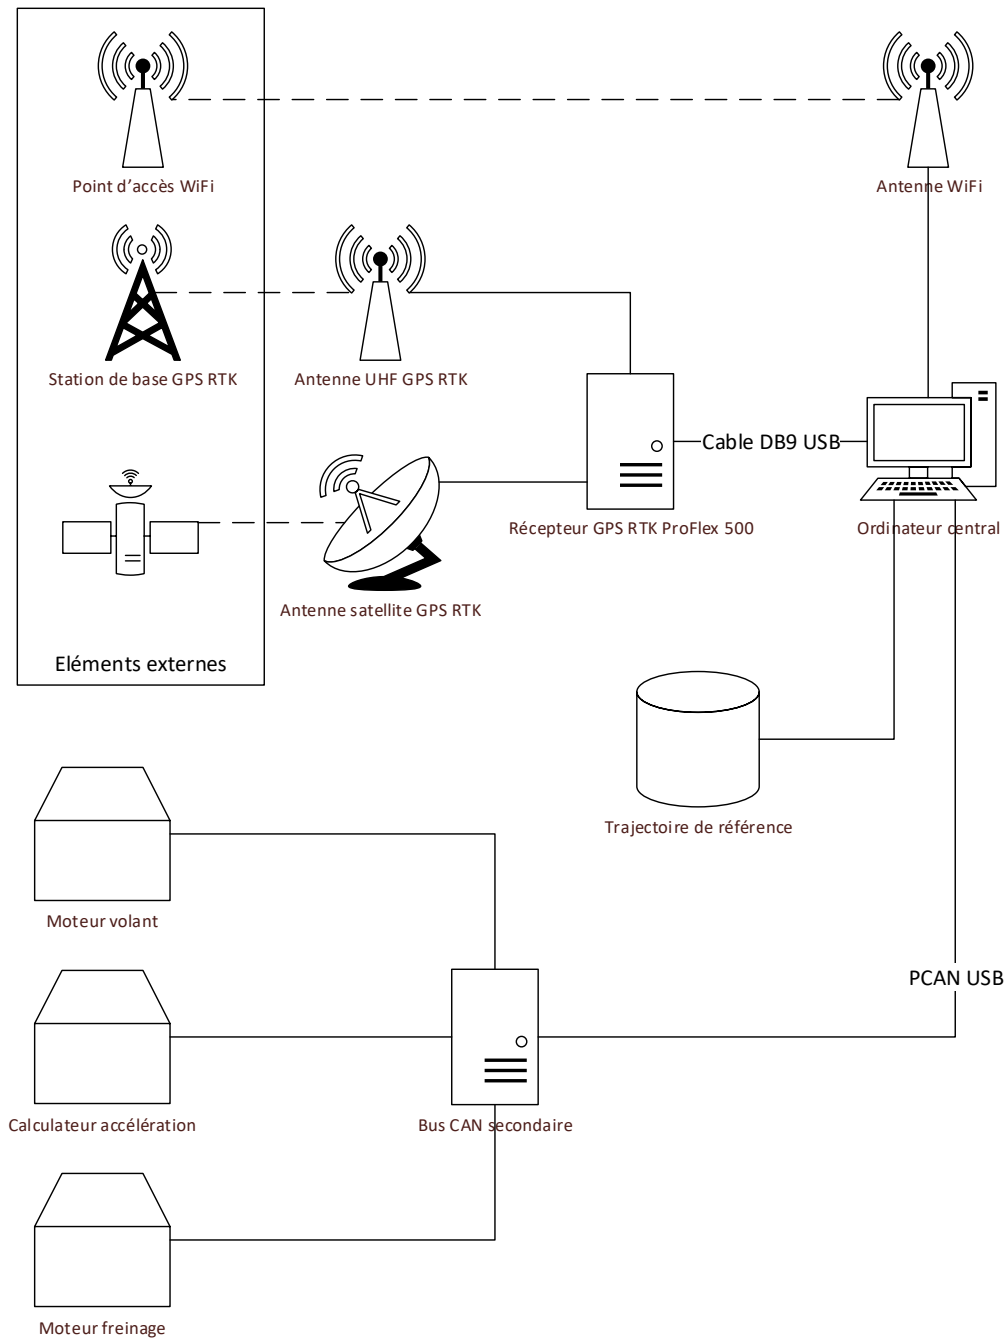 Point d'accès WiFi
Antenne WiFi
Station de base GPS RTK
Antenne UHF GPS RTK
Cable DB9 USB
Récepteur GPS RTK ProFlex 500
Ordinateur central
Antenne satellite GPS RTK
Eléments externes
Trajectoire de référence
Moteur volant
PCAN USB
Calculateur accélération
Bus CAN secondaire
Moteur freinage